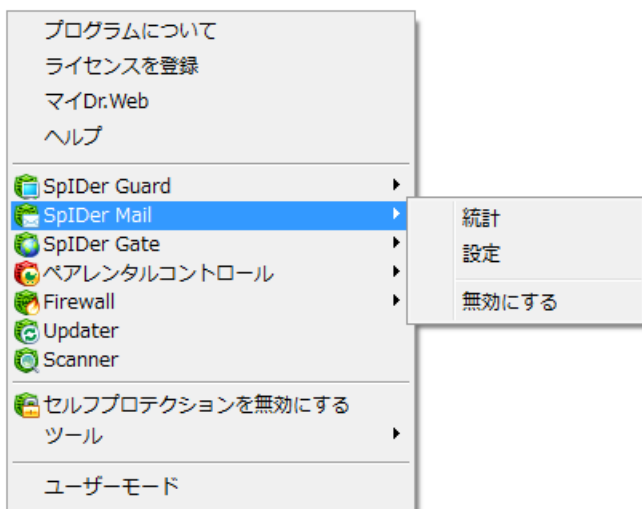 プログラムについて
ライセンスを登録
マイDr.Web
ヘルプ
SpIDer Guard
SpIDer Mail
SpIDer Gate
ペアレンタルコントロール
Firewall
Updater
Scanner
セルフプロテクションを無効にする
ツール
ユーザーモード
統計
設定
無効にする